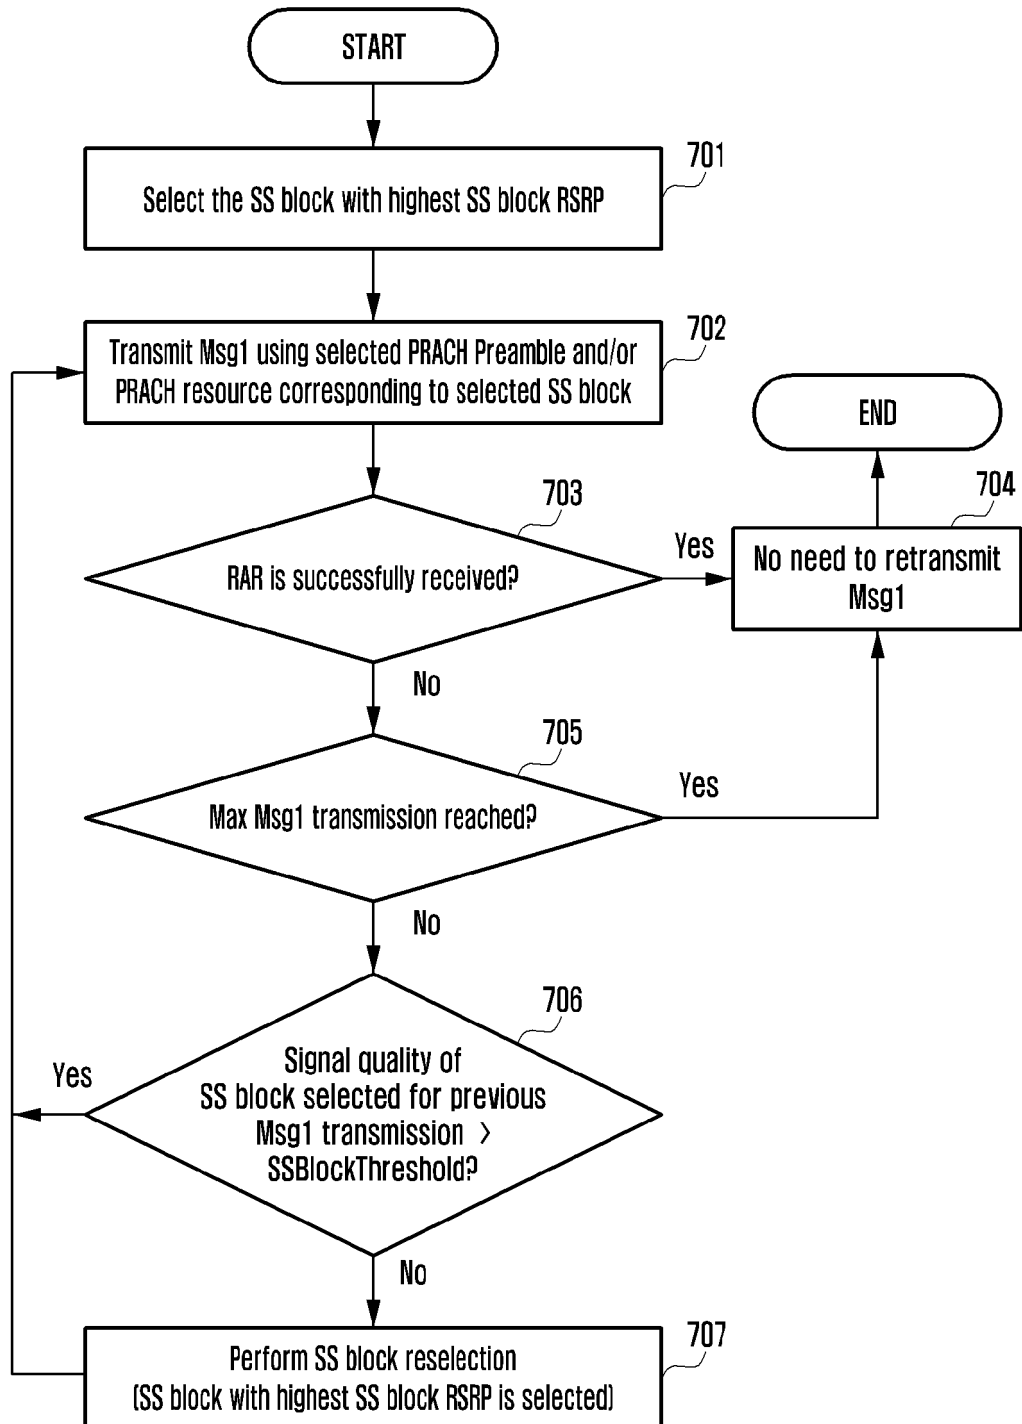 START
701
Select the SS block with highest SS block RSRP
702
Transmit Msg1 using selected PRACH Preamble and/or
PRACH resource corresponding to selected SS block
END
703
704
RAR is successfully received?
Yes
No need to retransmit
Msg1
No
705
Max Msg1 transmission reached?
Yes
No
706
Signal quality of
SS block selected for previous
Msg1 transmission >
SSBlockThreshold?
Yes
No
707
Perform SS block reselection
(SS block with highest SS block RSRP is selected)